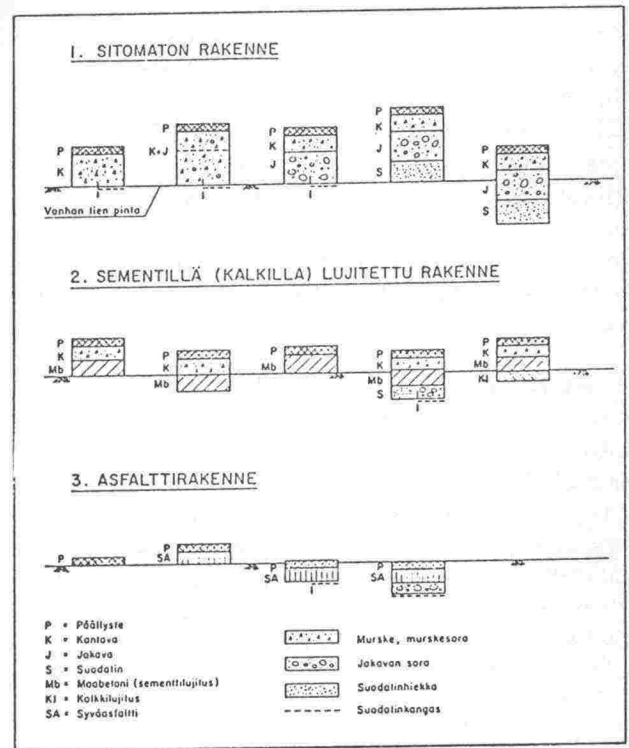 1. SITOMATON RAKENNE
P
K
P
K+J
P
K
J
P
K
J
S
P
K
J
S
i
i
i
Vanhan tien pinta
2. SEMENTILLÄ (KALKILLA) LUJITETTU RAKENNE
P
K
Mb
P
K
Mb
P
Mb
P
K
Mb
S
i
P
K
Mb
Kl
3. ASFALTTIRAKENNE
P
P
SA
P
SA
i
P
SA
P = Päällyste
K = Kantava
J = Jakava
S = Suodatin
Mb = Maabetoni (sementtilujitus)
Kl = Kalkkilujitus
SA = Syväasfaltti
Murske, murskesora
Jakavan sora
Suodatinhiekka
Suodatinkangas